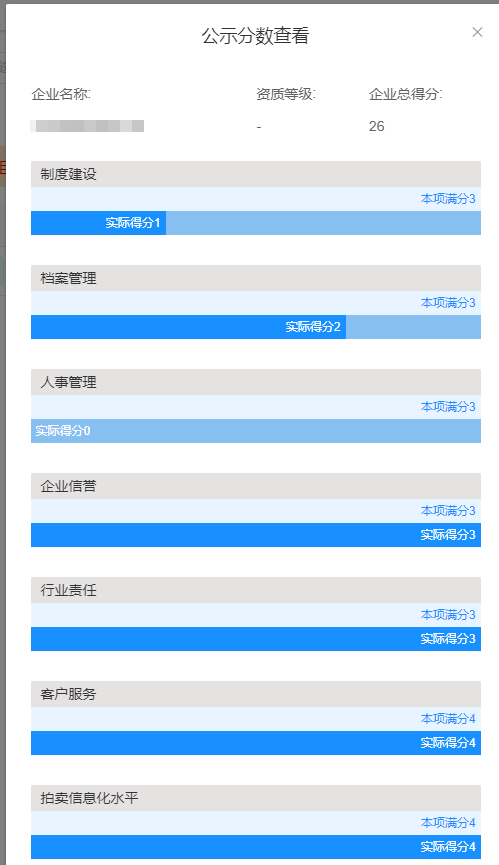 公示分数查看
企业名称: 资质等级: 企业总得分:
- 26
制度建设
本项满分3
实际得分1
档案管理
本项满分3
实际得分2
人事管理
本项满分3
实际得分0
企业信誉
本项满分3
实际得分3
行业责任
本项满分3
实际得分3
客户服务
本项满分4
实际得分4
拍卖信息化水平
本项满分4
实际得分4